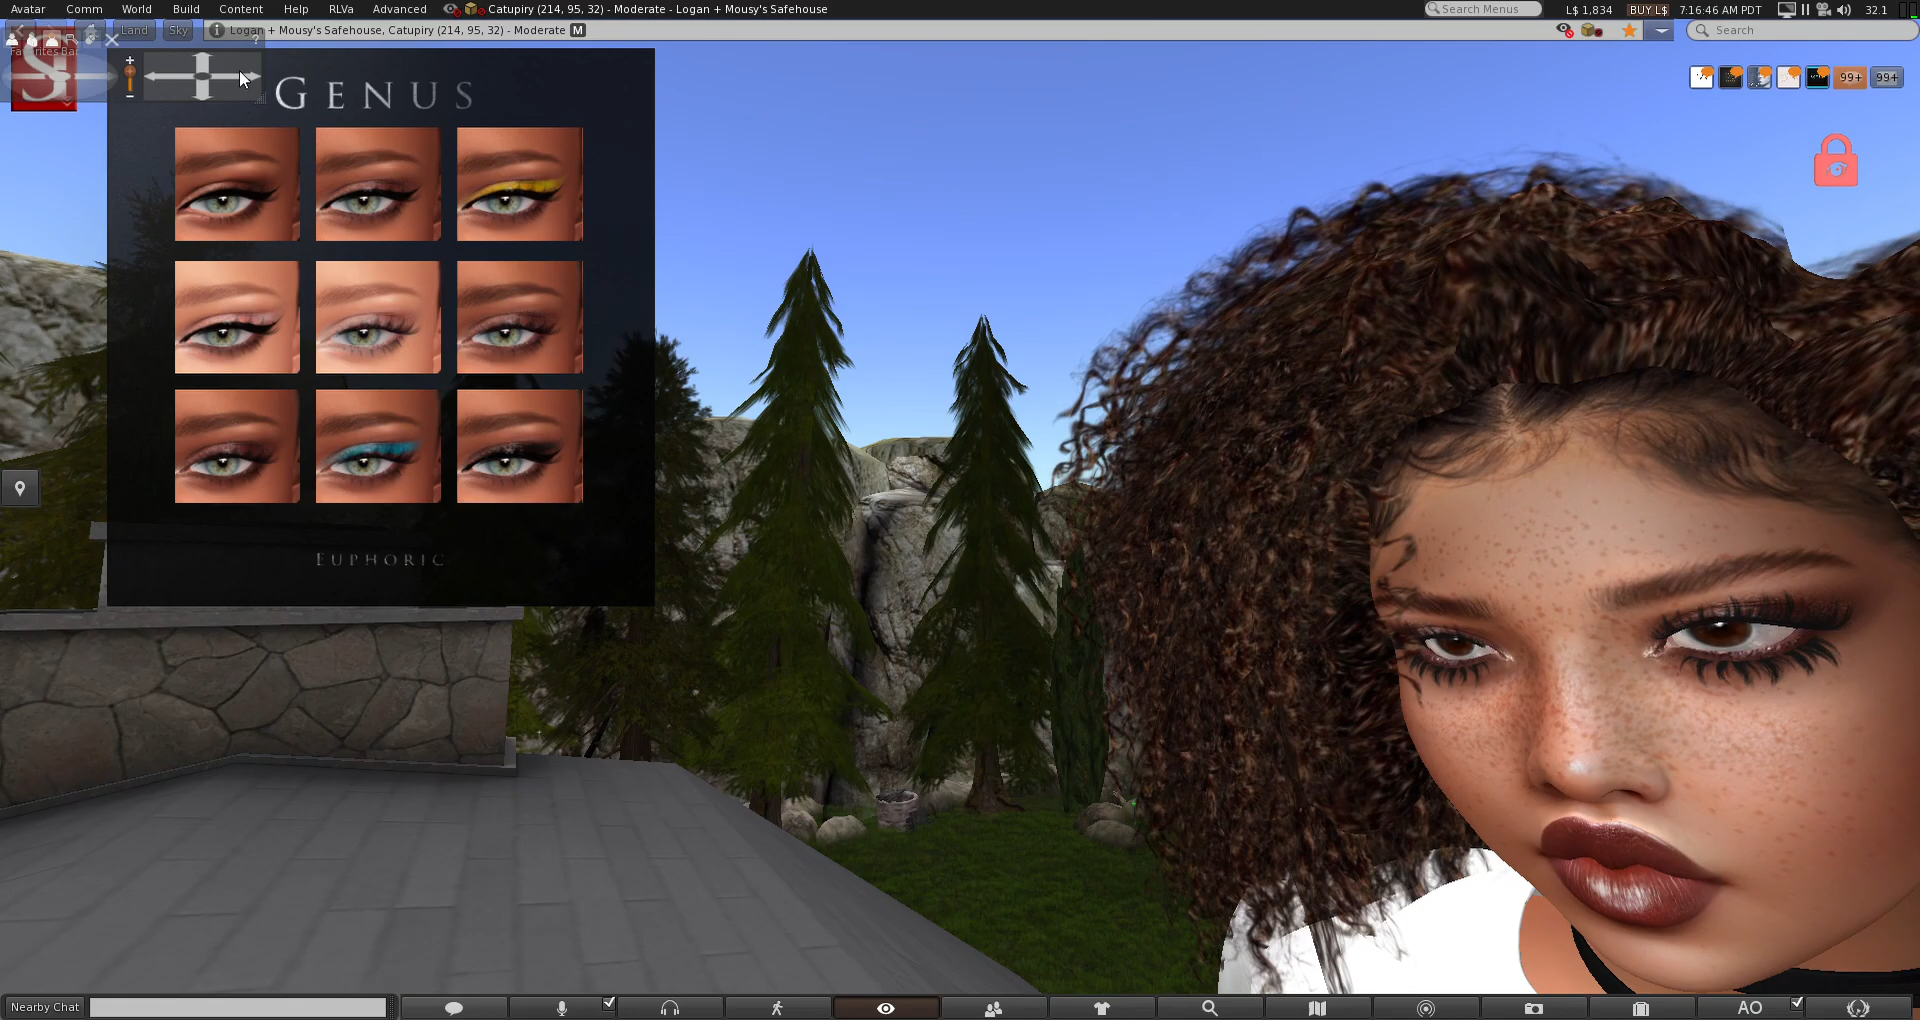 Avatar Comm World Build Content Help RLVa Advanced Catupiry (214, 95, 32) - Moderate - Logan + Mousy's Safehouse Search Menus L$ 1,834 BUY L$ 7:16:46 AM PDT 32.1
Land Sky Logan + Mousy's Safehouse, Catupiry (214, 95, 32) - Moderate M Search
Favorites Bar
99+ 99+
GENUS
EUPHORIC
Nearby Chat AO